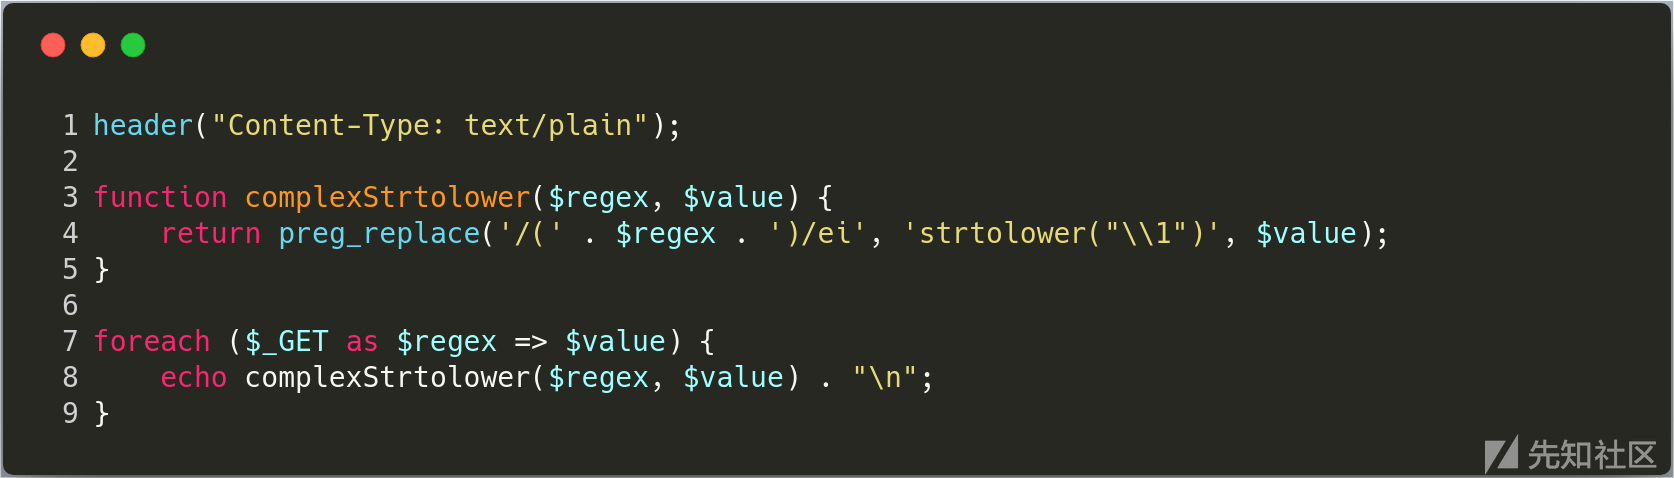 1 header("Content-Type: text/plain");
2
3 function complexStrtolower($regex, $value) {
4     return preg_replace('/(' . $regex . ')/ei', 'strtolower("\\1")', $value);
5 }
6
7 foreach ($_GET as $regex => $value) {
8     echo complexStrtolower($regex, $value) . "\n";
9 }
先知社区